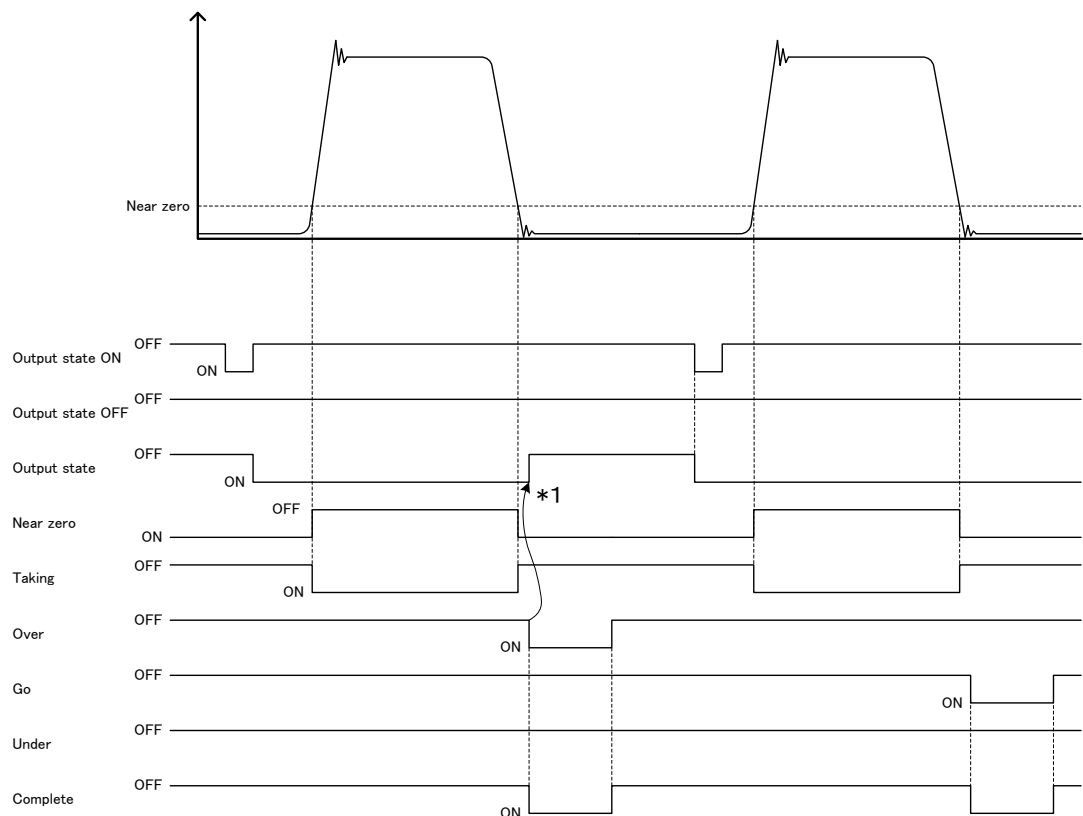 Near zero
Output state ON
OFF
ON
Output state OFF
OFF
Output state
OFF
ON
*1
Near zero
OFF
ON
Taking
OFF
ON
Over
OFF
ON
Go
OFF
ON
Under
OFF
Complete
OFF
ON